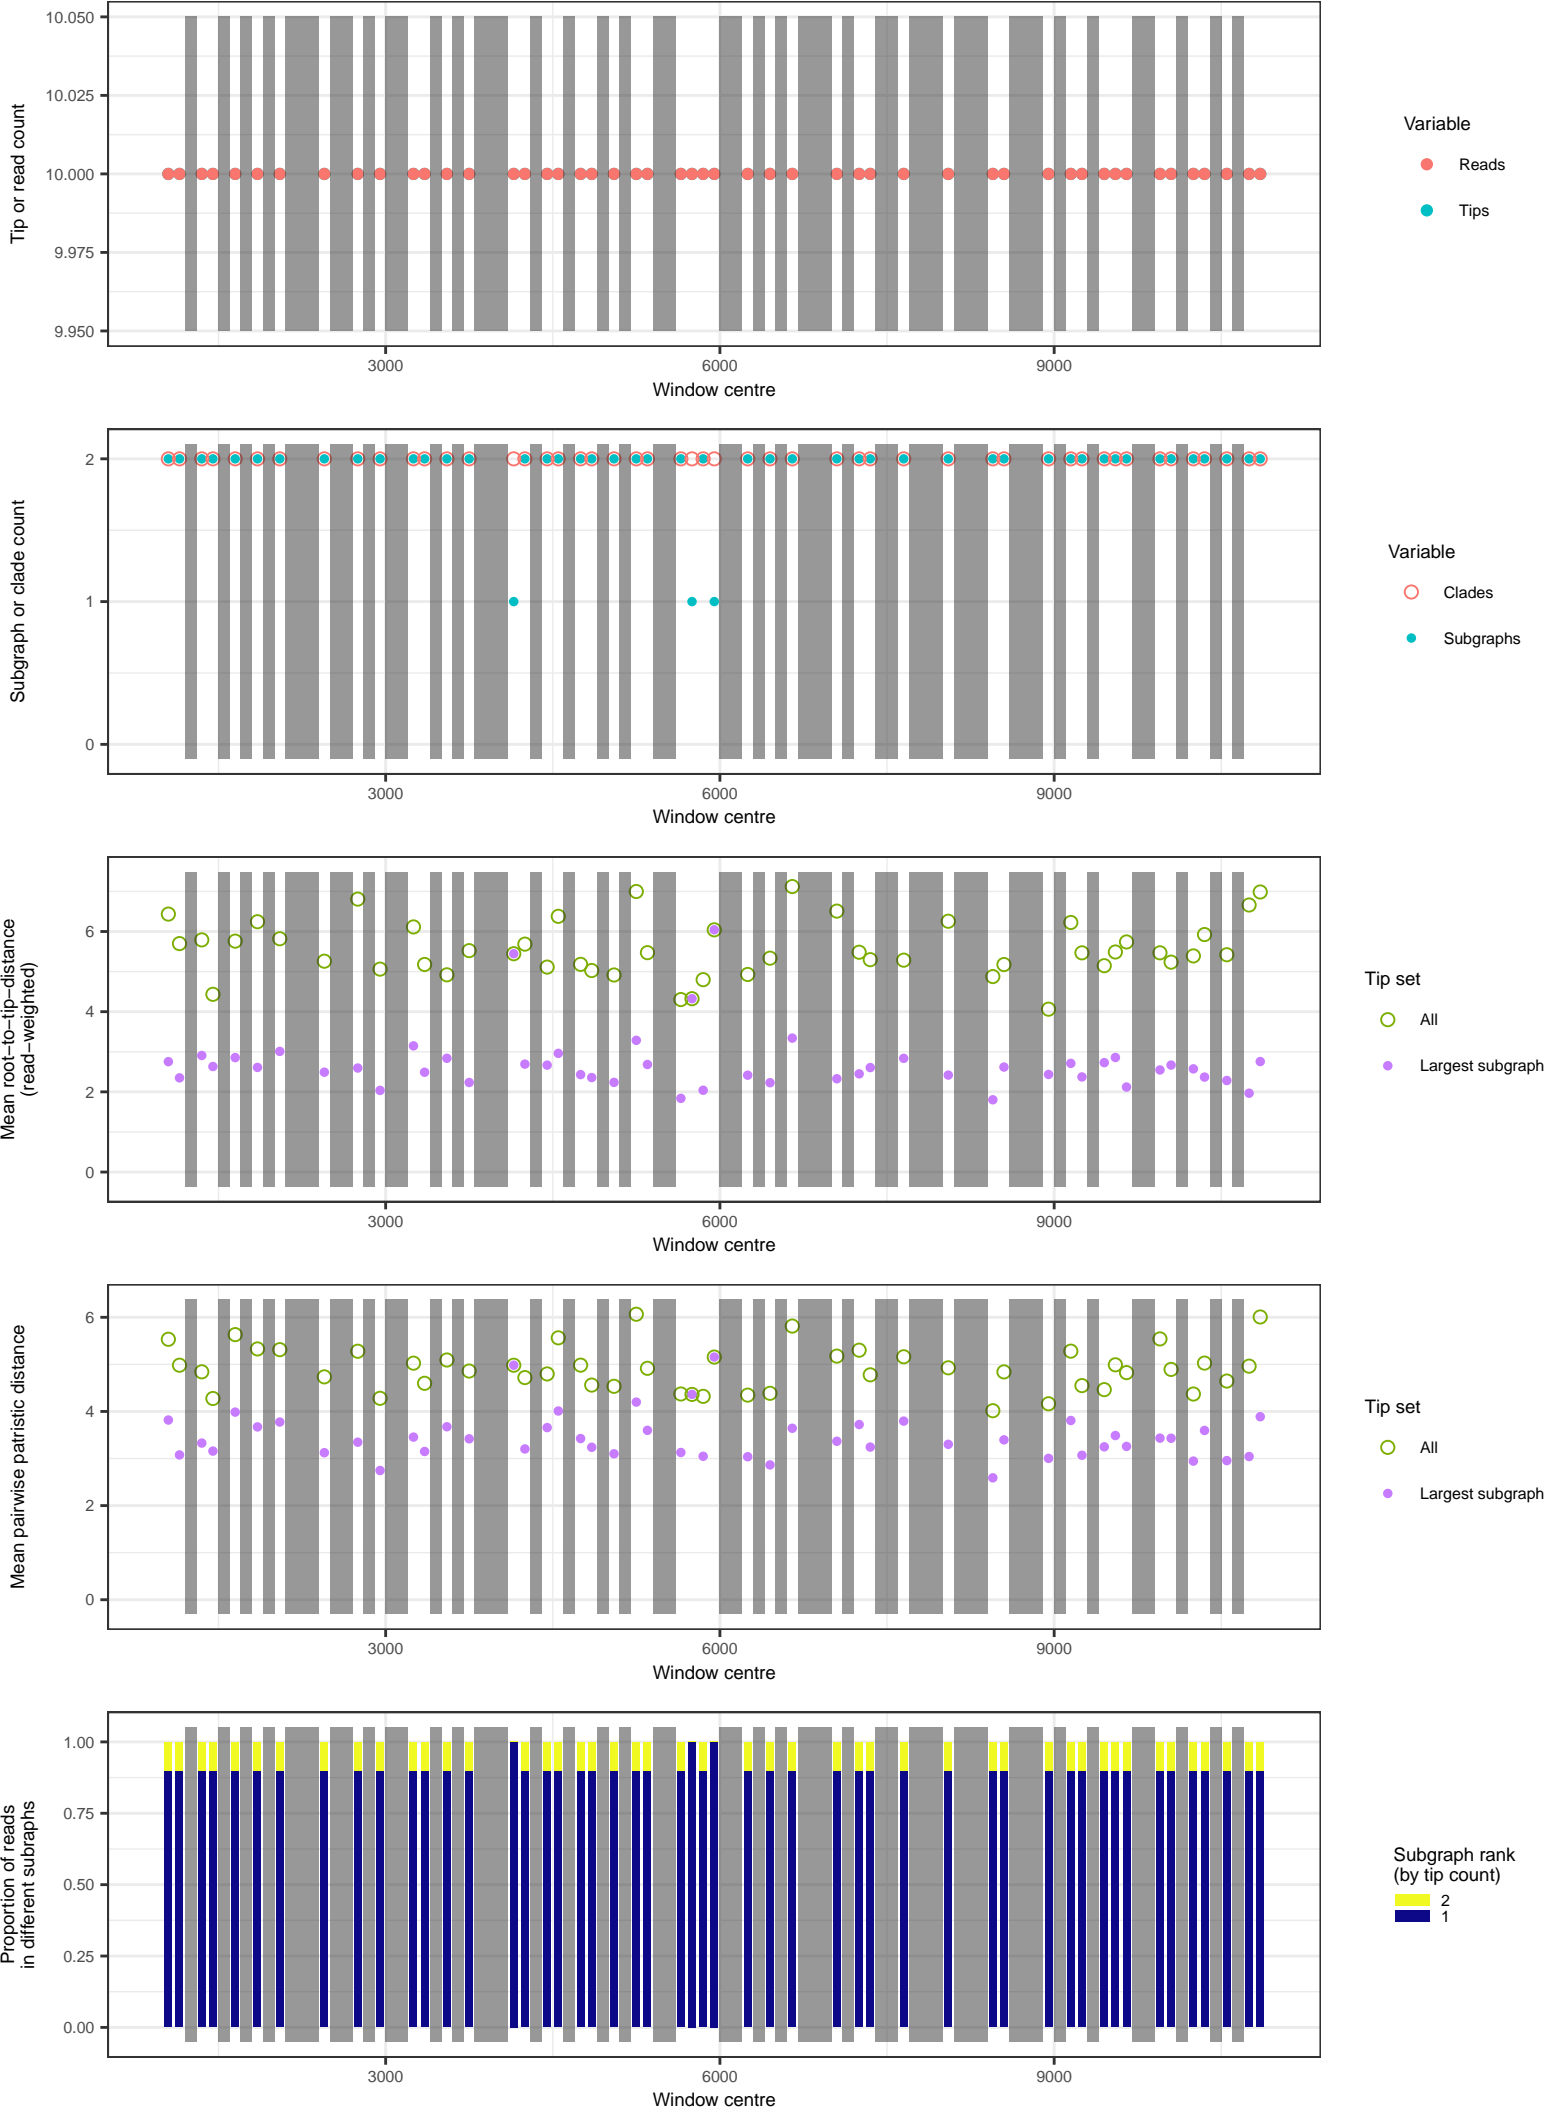 10.050
10.025
10.000
9.975
9.950
Tip or read count
3000
6000
9000
Window centre
Variable
Reads
Tips
2
1
0
Subgraph or clade count
3000
6000
9000
Window centre
Variable
Clades
Subgraphs
6
4
2
0
Mean root−to−tip−distance
(read−weighted)
3000
6000
9000
Window centre
Tip set
All
Largest subgraph
6
4
2
0
Mean pairwise patristic distance
3000
6000
9000
Window centre
Tip set
All
Largest subgraph
1.00
0.75
0.50
0.25
0.00
Proportion of reads
in different subraphs
3000
6000
9000
Window centre
Subgraph rank
(by tip count)
2
1